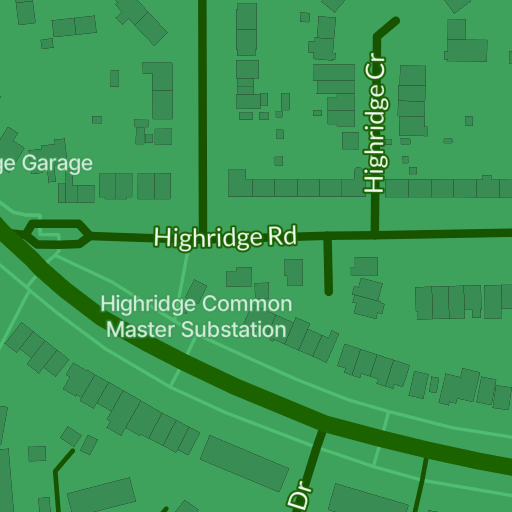 Highridge Cr
ge Garage
Highridge Rd
Highridge Common
Master Substation
Dr